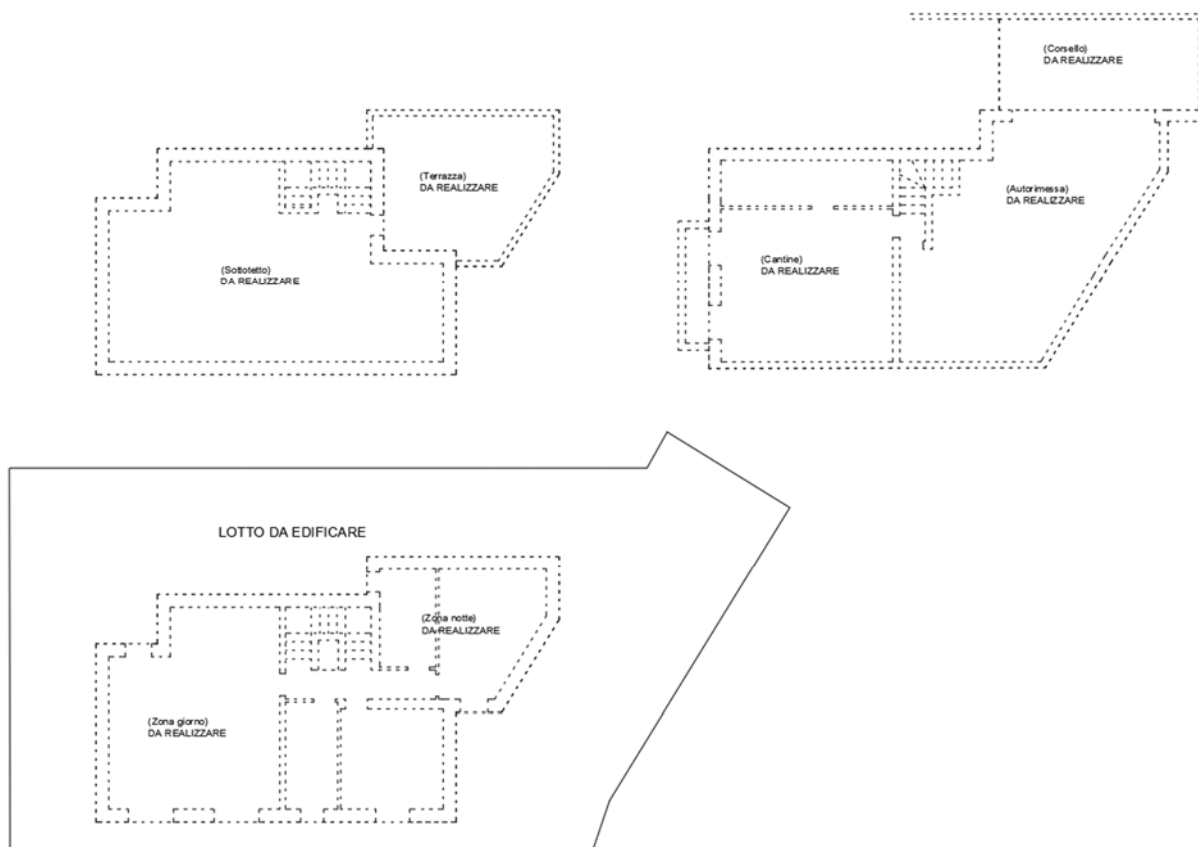 (Corsello)
DA REALIZZARE
(Terrazza)
DA REALIZZARE
(Autorimessa)
DA REALIZZARE
(Sottotetto)
DA REALIZZARE
(Cantine)
DA REALIZZARE
LOTTO DA EDIFICARE
(Zona notte)
DA REALIZZARE
(Zona giorno)
DA REALIZZARE